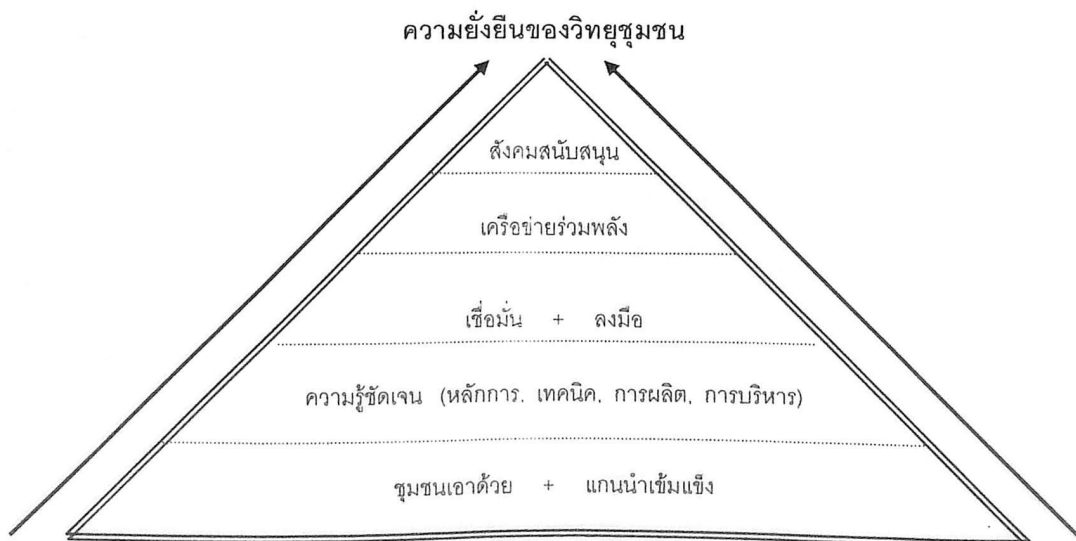 ความยั่งยืนของวิทยุชุมชน
สังคมสนับสนุน
เครือข่ายร่วมพลัง
เชื่อมั่น + ลงมือ
ความรู้ชัดเจน (หลักการ, เทคนิค, การผลิต, การบริหาร)
ชุมชนเอาด้วย + แกนนำเข้มแข็ง